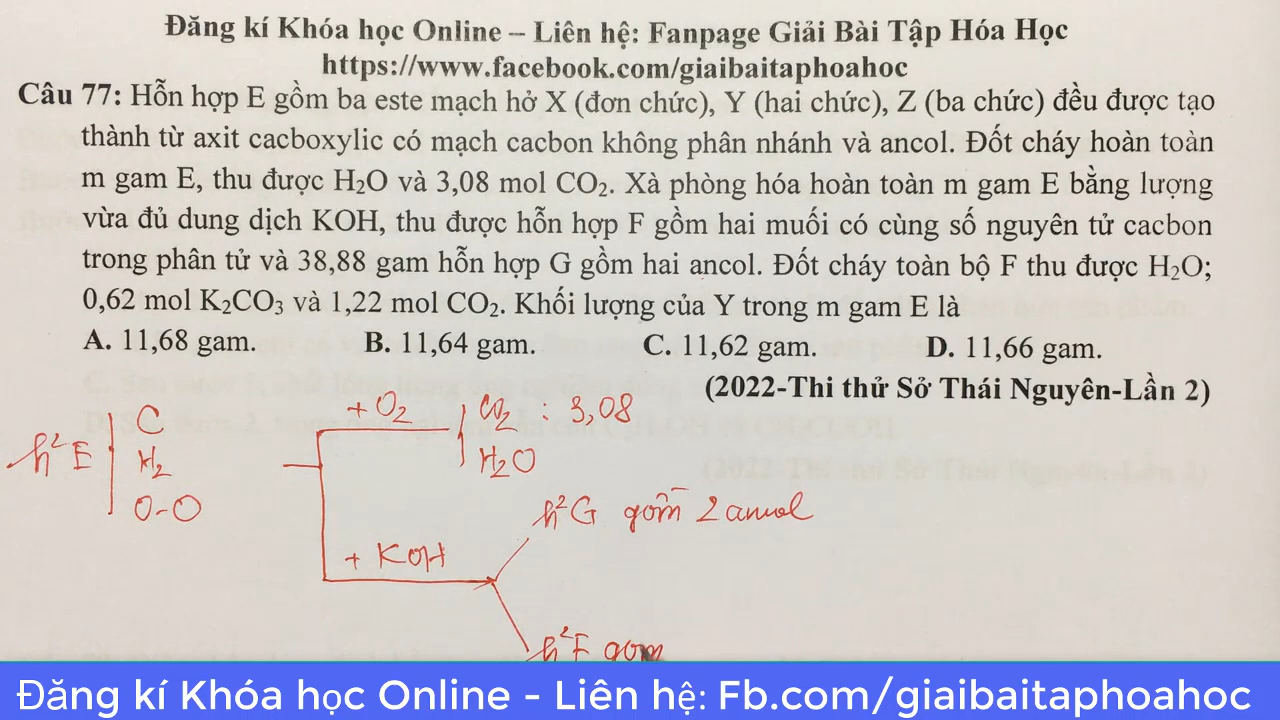 Đăng kí Khóa học Online – Liên hệ: Fanpage Giải Bài Tập Hóa Học
https://www.facebook.com/giaibaitaphoahoc
Câu 77: Hỗn hợp E gồm ba este mạch hở X (đơn chức), Y (hai chức), Z (ba chức) đều được tạo
thành từ axit cacboxylic có mạch cacbon không phân nhánh và ancol. Đốt cháy hoàn toàn
m gam E, thu được H₂O và 3,08 mol CO₂. Xà phòng hóa hoàn toàn m gam E bằng lượng
vừa đủ dung dịch KOH, thu được hỗn hợp F gồm hai muối có cùng số nguyên tử cacbon
trong phân tử và 38,88 gam hỗn hợp G gồm hai ancol. Đốt cháy toàn bộ F thu được H₂O;
0,62 mol K₂CO₃ và 1,22 mol CO₂. Khối lượng của Y trong m gam E là
A. 11,68 gam. B. 11,64 gam. C. 11,62 gam. D. 11,66 gam.
(2022-Thi thử Sở Thái Nguyên-Lần 2)
+ O₂ CO₂ : 3,08
H₂O
h² E C
H₂
O-O
h² G gồm 2 ancol
+ KOH
h² F gom
Đăng kí Khóa học Online - Liên hệ: Fb.com/giaibaitaphoahoc